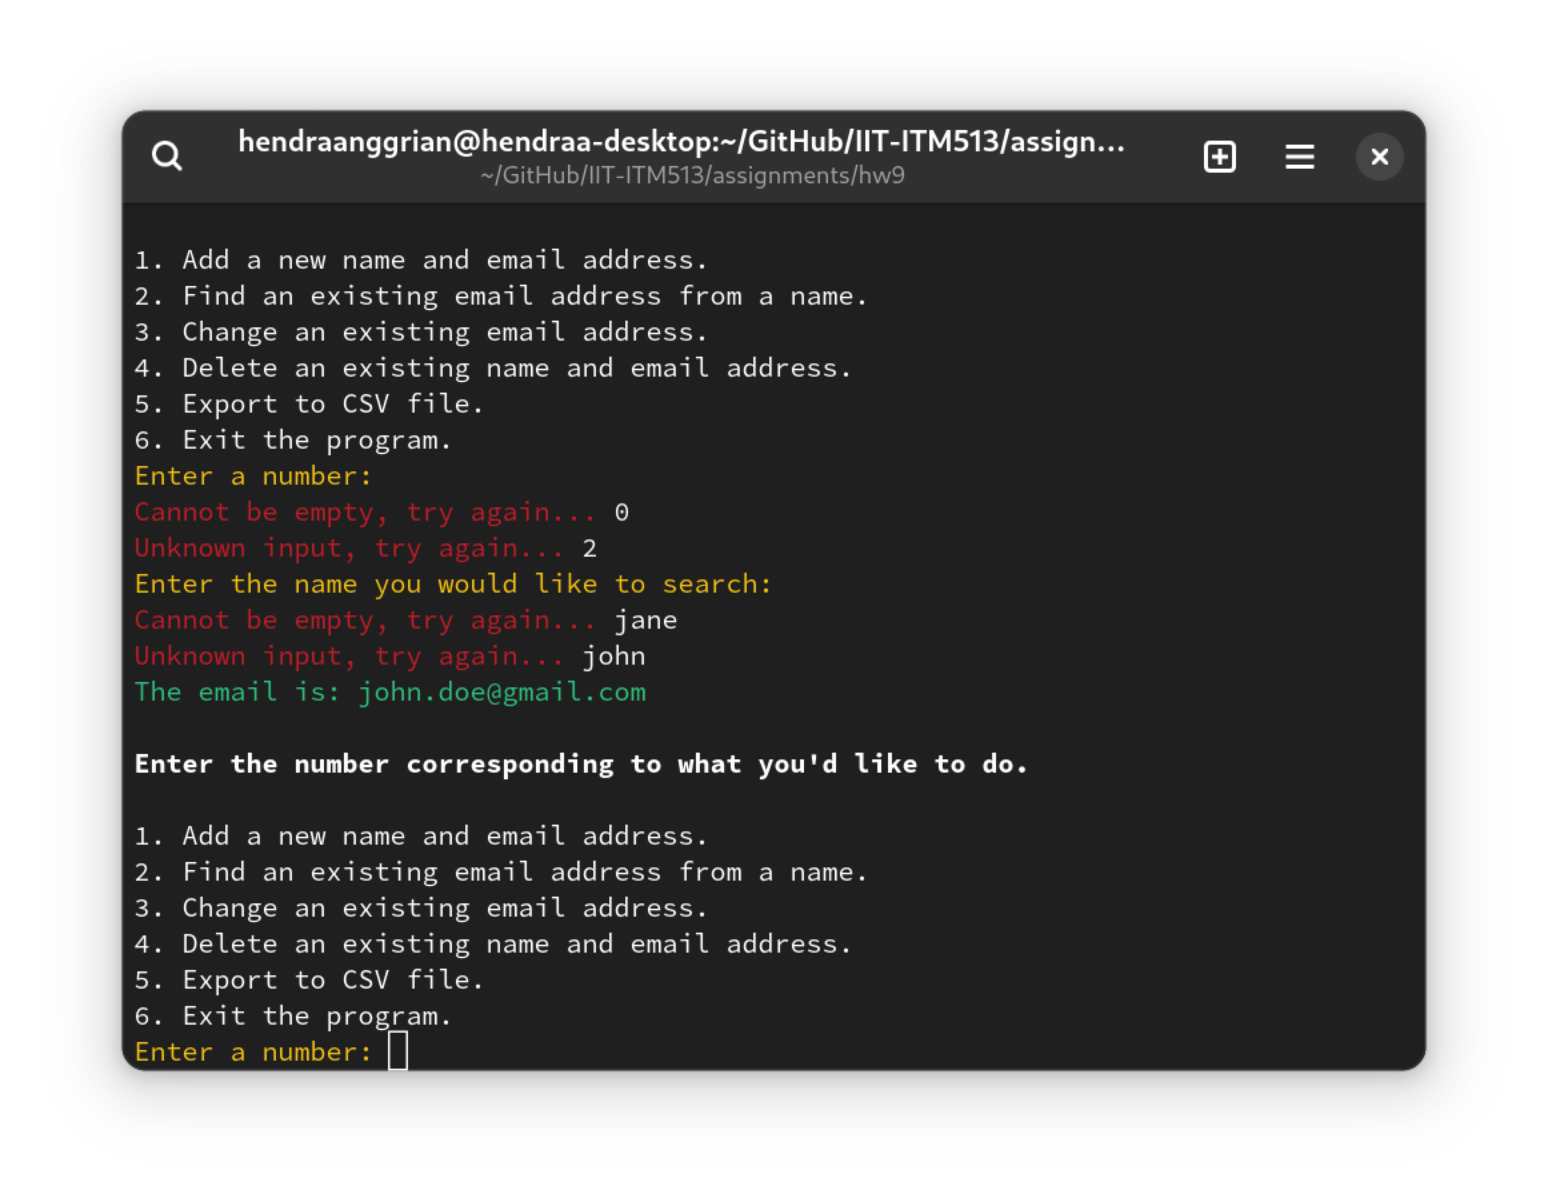 hendraanggrian@hendraa-desktop:~/GitHub/IIT-ITM513/assign...
~/GitHub/IIT-ITM513/assignments/hw9
1. Add a new name and email address.
2. Find an existing email address from a name.
3. Change an existing email address.
4. Delete an existing name and email address.
5. Export to CSV file.
6. Exit the program.
Enter a number:
Cannot be empty, try again... 0
Unknown input, try again... 2
Enter the name you would like to search:
Cannot be empty, try again... jane
Unknown input, try again... john
The email is: john.doe@gmail.com
Enter the number corresponding to what you'd like to do.
1. Add a new name and email address.
2. Find an existing email address from a name.
3. Change an existing email address.
4. Delete an existing name and email address.
5. Export to CSV file.
6. Exit the program.
Enter a number: